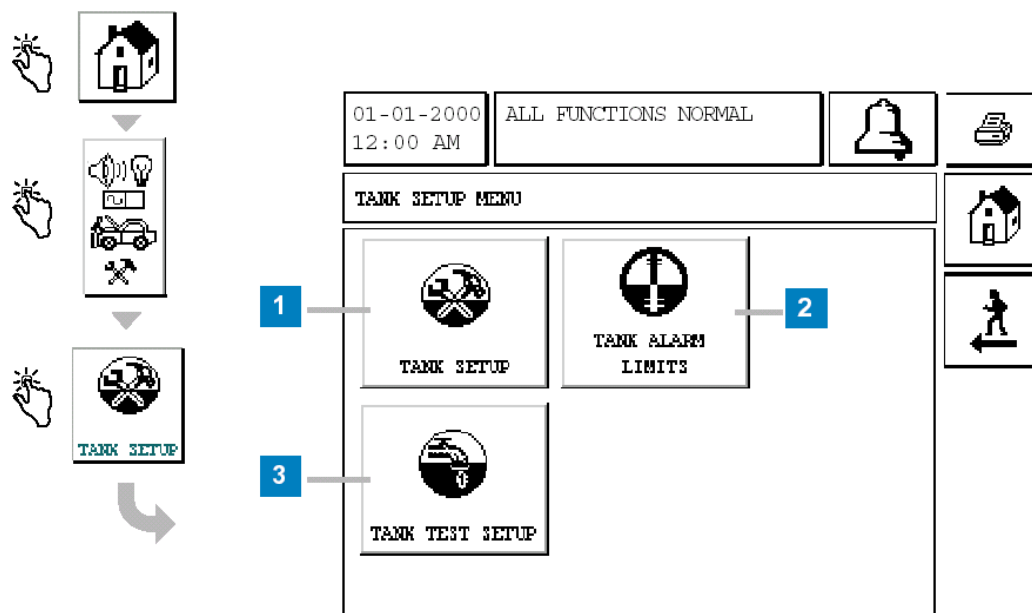 01-01-2000
12:00 AM
ALL FUNCTIONS NORMAL
TANK SETUP MENU
1
TANK SETUP
2
TANK ALARM
LIMITS
TANK SETUP
3
TANK TEST SETUP